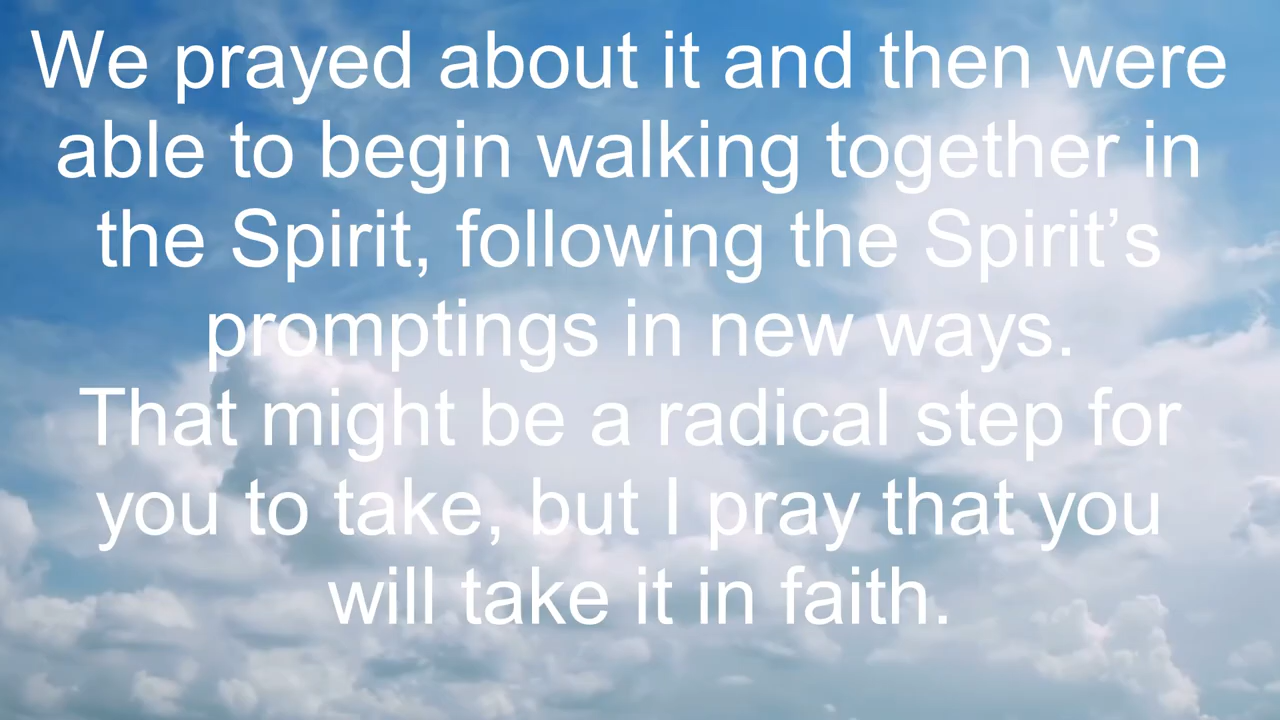 We prayed about it and then were
able to begin walking together in
the Spirit, following the Spirit’s
promptings in new ways.
That might be a radical step for
you to take, but I pray that you
will take it in faith.